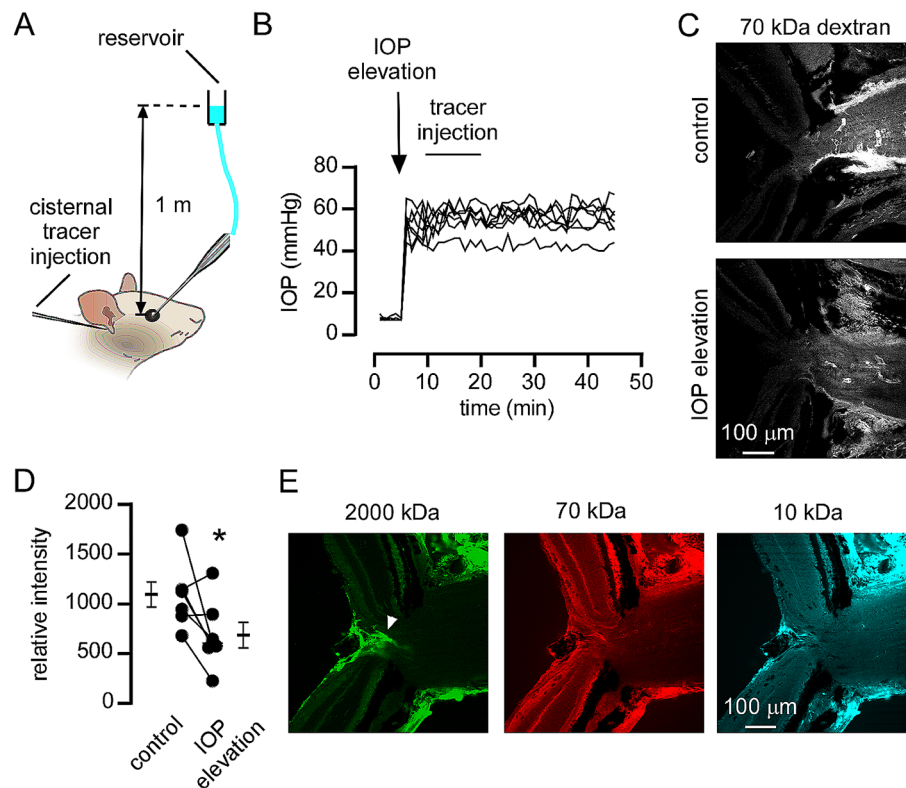 A
reservoir
1 m
cisternal
tracer
injection
B
IOP
elevation
tracer
injection
IOP (mmHg)
80
60
40
20
0
0
10
20
30
40
50
time (min)
C
70 kDa dextran
control
IOP elevation
100 µm
D
relative intensity
2000
1500
1000
500
0
*
control
IOP
elevation
E
2000 kDa
70 kDa
10 kDa
100 µm